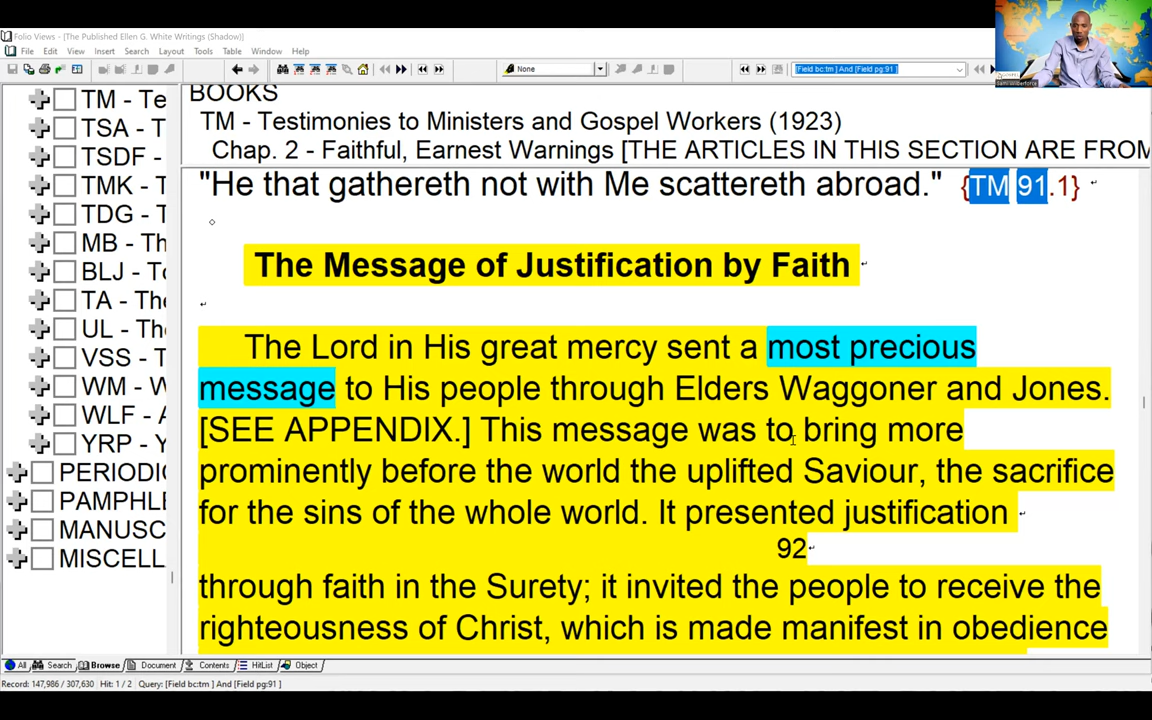 Folio Views - [The Published Ellen G. White Writings (Shadow)]
File Edit View Insert Search Layout Tools Table Window Help
None
[Field bc:tm ] And [Field pg:91 ]
TM - Te
TSA - T
TSDF -
TMK - T
TDG - T
MB - Th
BLJ - To
TA - The
UL - The
VSS - T
WM - W
WLF - A
YRP - Y
PERIODIC
PAMPHLE
MANUSC
MISCELL
BOOKS
TM - Testimonies to Ministers and Gospel Workers (1923)
Chap. 2 - Faithful, Earnest Warnings [THE ARTICLES IN THIS SECTION ARE FROM
"He that gathereth not with Me scattereth abroad." {TM 91.1}
The Message of Justification by Faith
The Lord in His great mercy sent a most precious
message to His people through Elders Waggoner and Jones.
[SEE APPENDIX.] This message was to bring more
prominently before the world the uplifted Saviour, the sacrifice
for the sins of the whole world. It presented justification
92
through faith in the Surety; it invited the people to receive the
righteousness of Christ, which is made manifest in obedience
All Search Browse Document Contents HitList Object
Record: 147,986 / 307,630 Hit: 1 / 2 Query: [Field bc:tm ] And [Field pg:91 ]